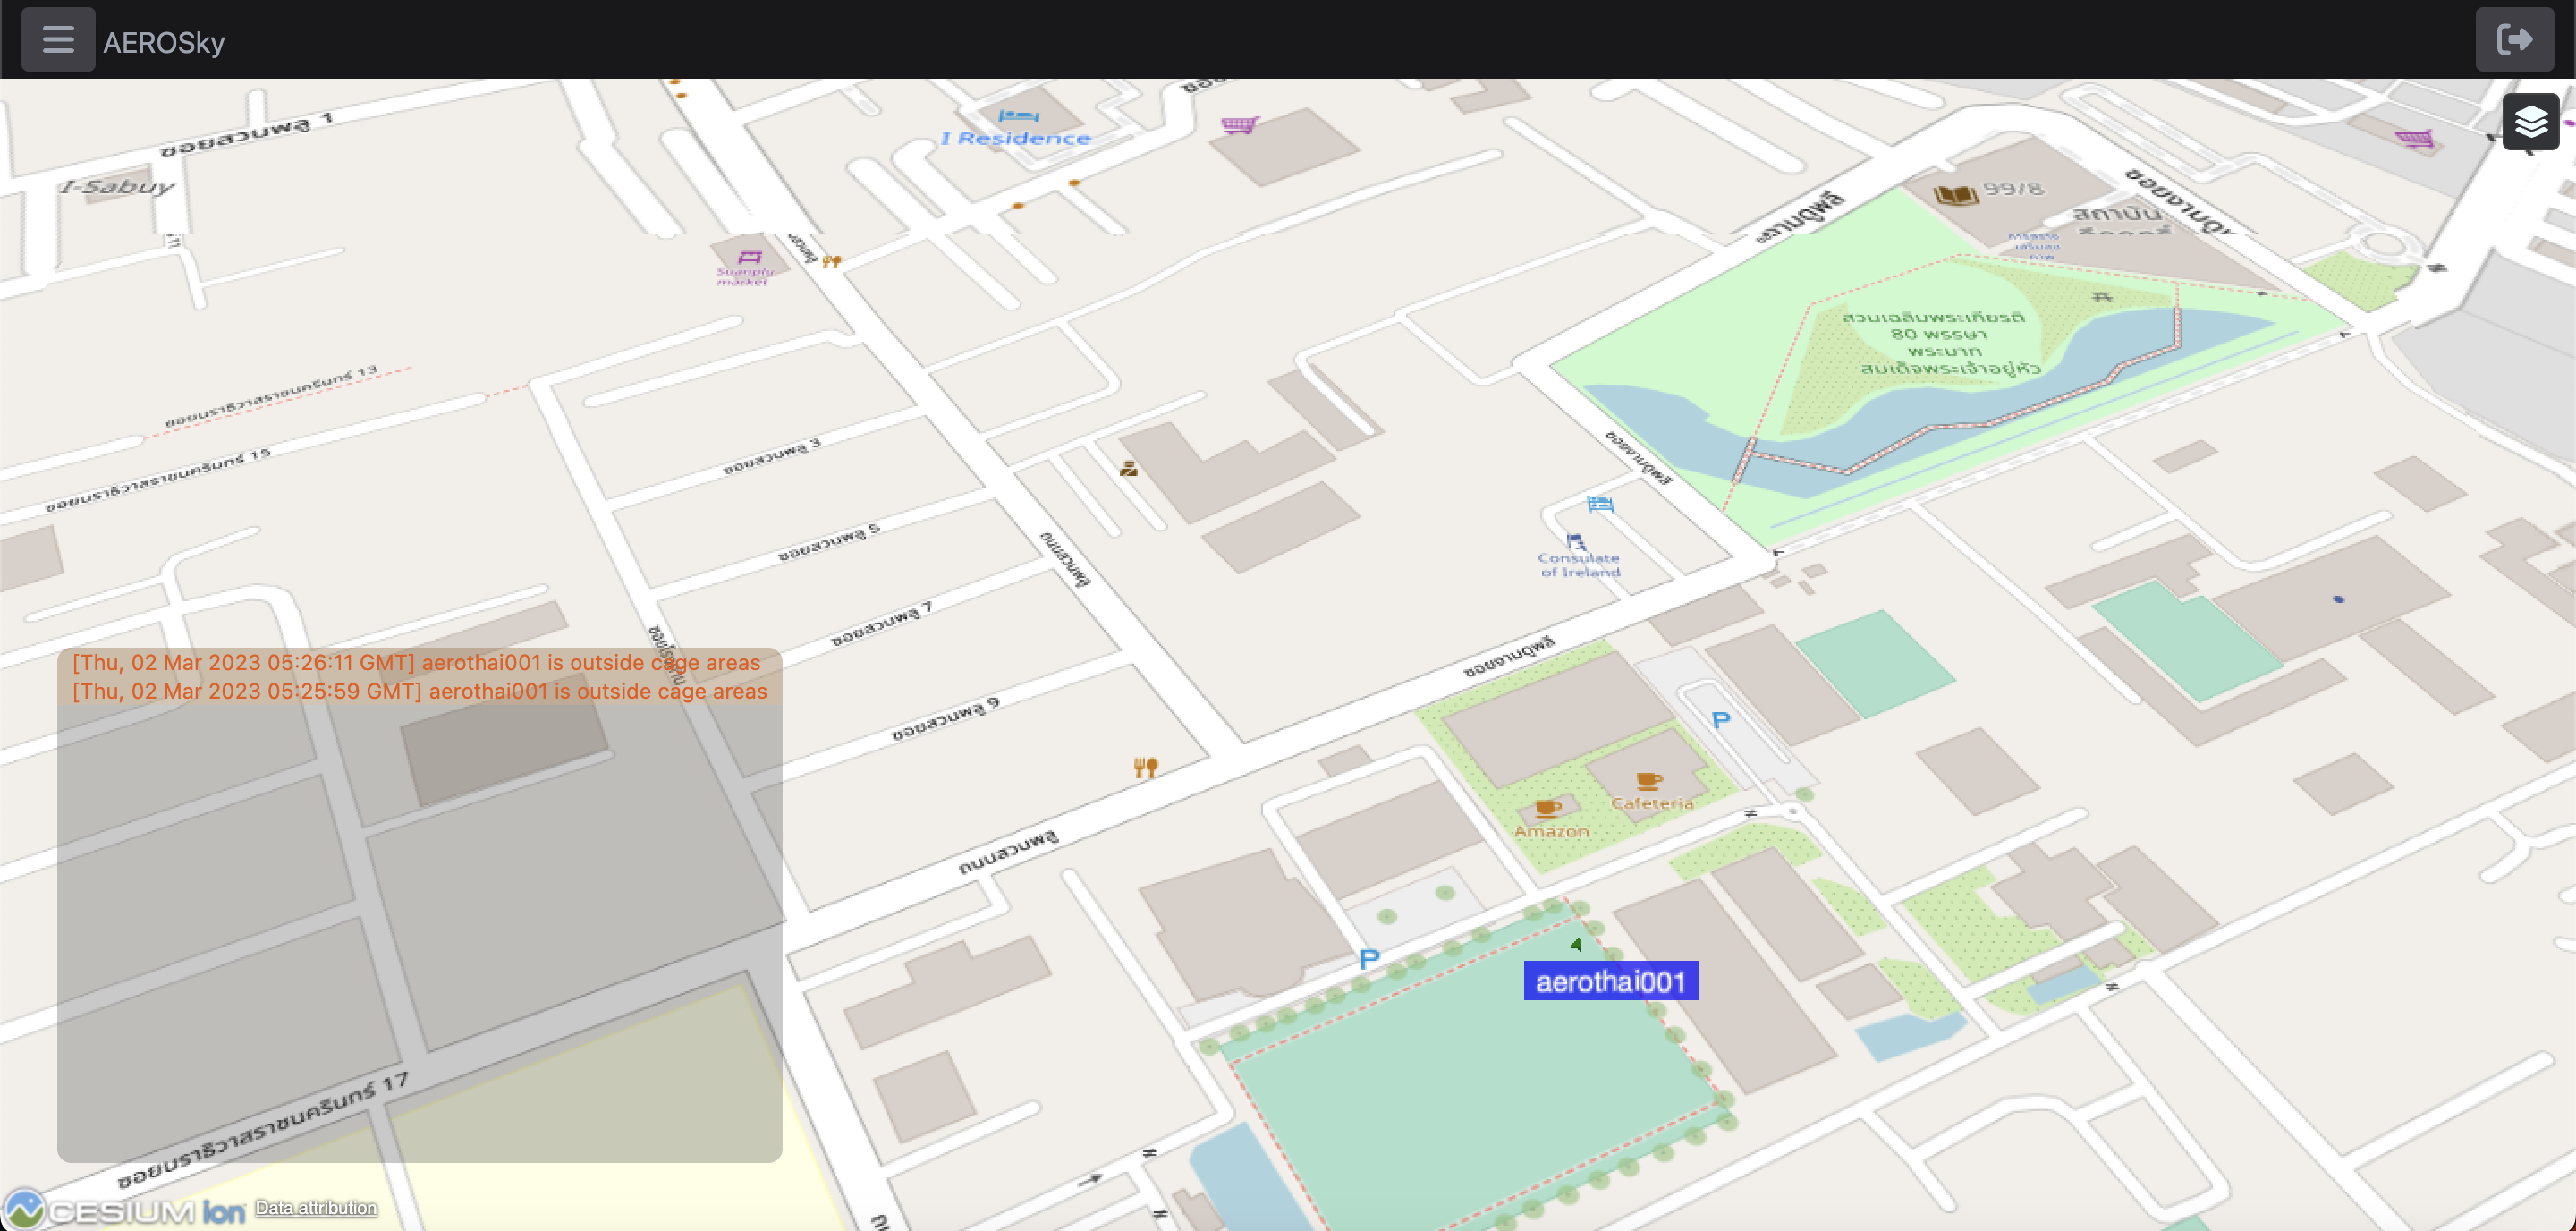 AEROSky
ซอยสวนพลู 1
I Residence
I-Sabuy
99/8
สถาบัน
ซอยงามดูพลี
Suanplu
market
สวนเฉลิมพระเกียรติ
80 พรรษา
พระบาท
สมเด็จพระเจ้าอยู่หัว
ซอยนราธิวาสราชนครินทร์ 13
ซอยสวนพลู 3
ซอยนราธิวาสราชนครินทร์ 15
ซอยสวนพลู 5
ถนนสวนพลู
Consulate
of Ireland
ซอยสวนพลู 7
ซอยงามดูพลี
[Thu, 02 Mar 2023 05:26:11 GMT] aerothai001 is outside cage areas
[Thu, 02 Mar 2023 05:25:59 GMT] aerothai001 is outside cage areas
ซอยสวนพลู 9
P
Cafeteria
Amazon
ถนนสวนพลู
P
aerothai001
ซอยนราธิวาสราชนครินทร์ 17
CESIUM ion
Data attribution